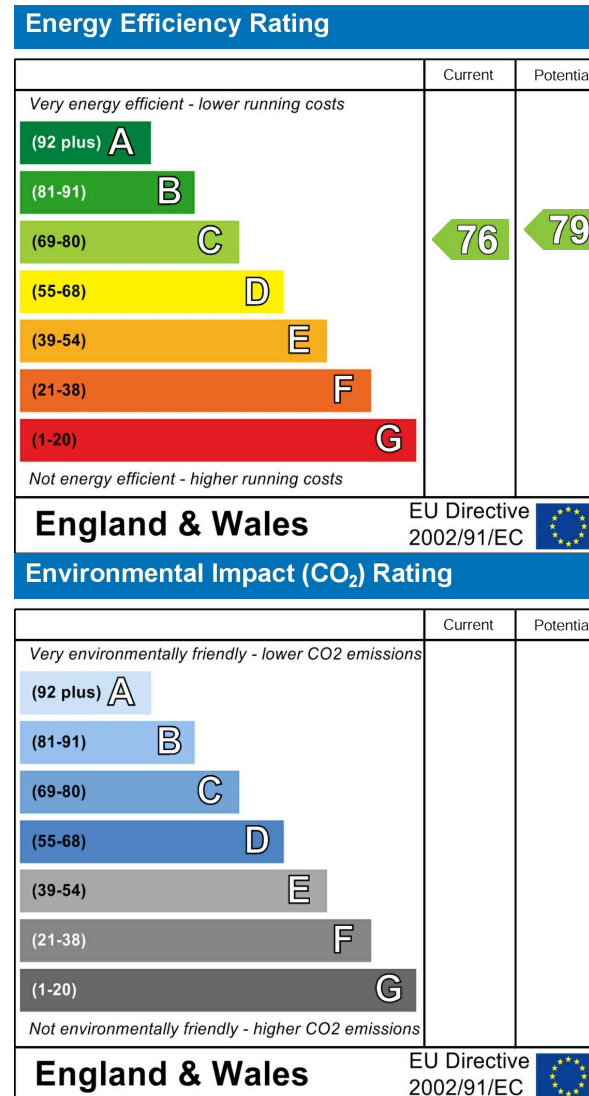 Energy Efficiency Rating
Current Potentia
Very energy efficient - lower running costs
(92 plus) A
(81-91) B
(69-80) C 76 79
(55-68) D
(39-54) E
(21-38) F
(1-20) G
Not energy efficient - higher running costs
England & Wales EU Directive
2002/91/EC
Environmental Impact (CO₂) Rating
Current Potentia
Very environmentally friendly - lower CO2 emissions
(92 plus) A
(81-91) B
(69-80) C
(55-68) D
(39-54) E
(21-38) F
(1-20) G
Not environmentally friendly - higher CO2 emissions
England & Wales EU Directive
2002/91/EC